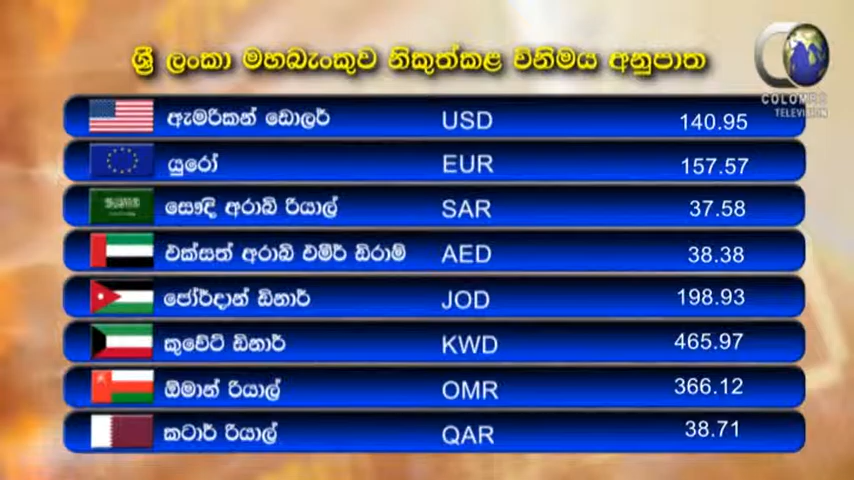 ශ්‍රී ලංකා මහබැංකුව නිකුත්කළ විනිමය අනුපාත
COLOMBO
TELEVISION
ඇමරිකන් ඩොලර් USD 140.95
යුරෝ EUR 157.57
සෞදි අරාබි රියාල් SAR 37.58
එක්සත් අරාබි එමීර් ඩිරාම් AED 38.38
ජෝර්දාන් ඩිනාර් JOD 198.93
කුවේට් ඩිනාර් KWD 465.97
ඕමාන් රියාල් OMR 366.12
කටාර් රියාල් QAR 38.71